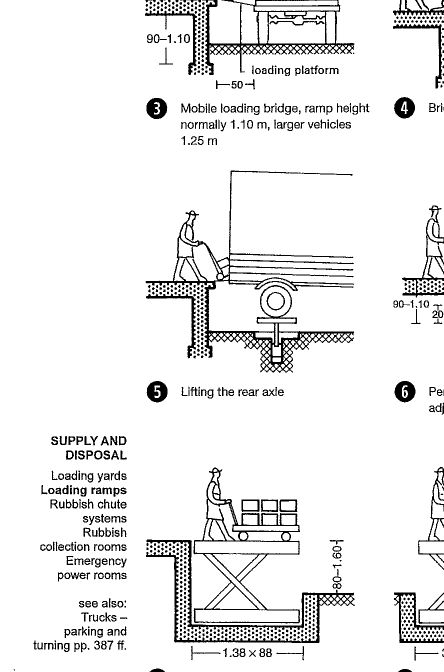 90–1.10
loading platform
50
3 Mobile loading bridge, ramp height
normally 1.10 m, larger vehicles
1.25 m
4 Bri
90–1.10
20
5 Lifting the rear axle
6 Pe
adj
SUPPLY AND
DISPOSAL
Loading yards
Loading ramps
Rubbish chute
systems
Rubbish
collection rooms
Emergency
power rooms
see also:
Trucks –
parking and
turning pp. 387 ff.
80–1.60
1.38 × 88